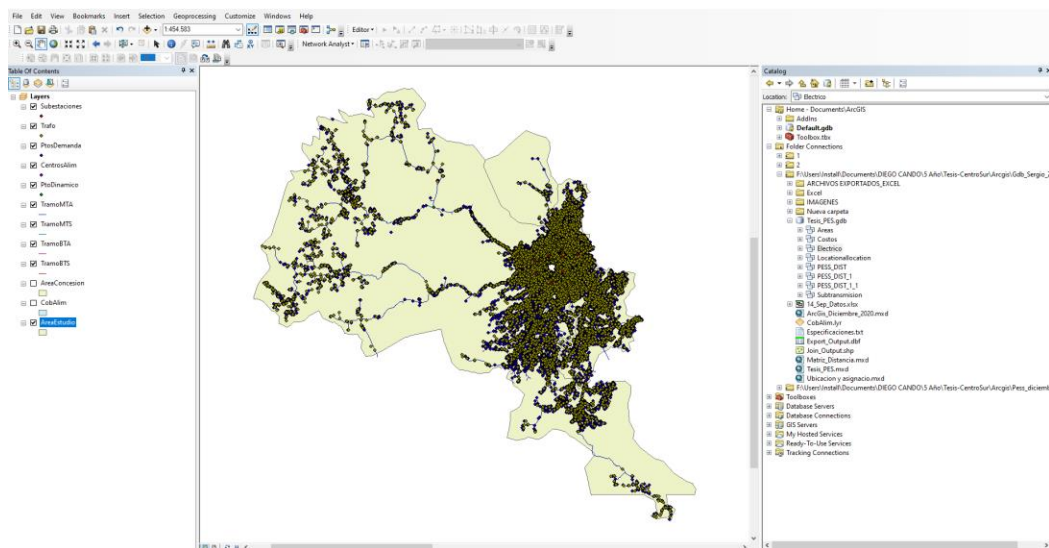 File Edit View Bookmarks Insert Selection Geoprocessing Customize Windows Help
1:454.583
Editor
Network Analyst
Table Of Contents
Layers
Subestaciones
Trafo
PtosDemanda
CentrosAlim
PtoDinamico
TramoMTA
TramoMTS
TramoBTA
TramoBTS
AreaConcesion
CobAlim
AreaEstudio
Catalog
Location: Electrico
Home - Documents\ArcGIS
AddIns
Default.gdb
Toolbox.tbx
Folder Connections
1
2
F:\Users\Install\Documents\DIEGO CANDO\5 Año\Tesis-CentroSur\Arcgis\Gdb_Sergio_2
ARCHIVOS EXPORTADOS_EXCEL
Excel
IMAGENES
Nueva carpeta
Tesis_PES.gdb
Areas
Costos
Electrico
Locationallocation
PESS_DIST
PESS_DIST_1
PESS_DIST_1_1
Subtransmision
14_Sep_Datos.xlsx
ArcGis_Diciembre_2020.mxd
CobAlim.lyr
Especificaciones.txt
Export_Output.dbf
Join_Output.shp
Matriz_Distancia.mxd
Tesis_PES.mxd
Ubicacion y asignacio.mxd
F:\Users\Install\Documents\DIEGO CANDO\5 Año\Tesis-CentroSur\Arcgis\Pess_diciemb
Toolboxes
Database Servers
Database Connections
GIS Servers
My Hosted Services
Ready-To-Use Services
Tracking Connections